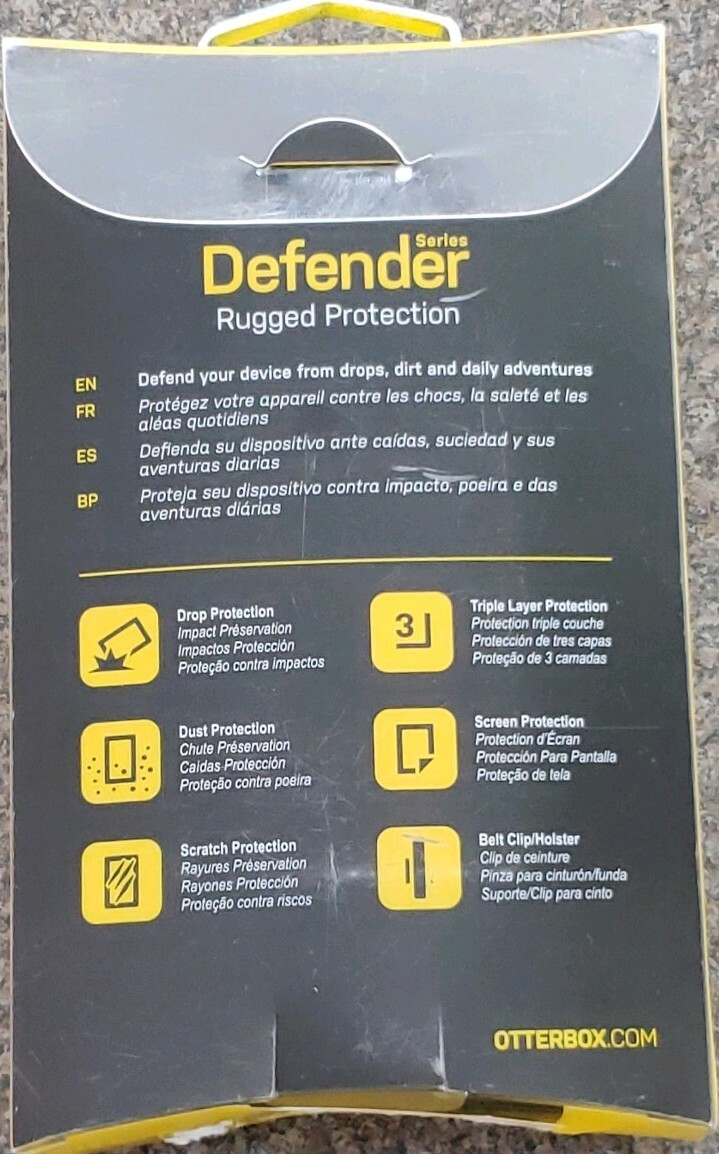 Series
Defender
Rugged Protection
EN Defend your device from drops, dirt and daily adventures
FR Protégez votre appareil contre les chocs, la saleté et les
aléas quotidiens
ES Defienda su dispositivo ante caídas, suciedad y sus
aventuras diarias
BP Proteja seu dispositivo contra impacto, poeira e das
aventuras diárias
Drop Protection
Impact Préservation
Impactos Protección
Proteção contra impactos
3
Triple Layer Protection
Protection triple couche
Protección de tres capas
Proteção de 3 camadas
Dust Protection
Chute Préservation
Caidas Protección
Proteção contra poeira
Screen Protection
Protection d'Écran
Protección Para Pantalla
Proteção de tela
Scratch Protection
Rayures Préservation
Rayones Protección
Proteção contra riscos
Belt Clip/Holster
Clip de ceinture
Pinza para cinturón/funda
Suporte/Clip para cinto
OTTERBOX.COM